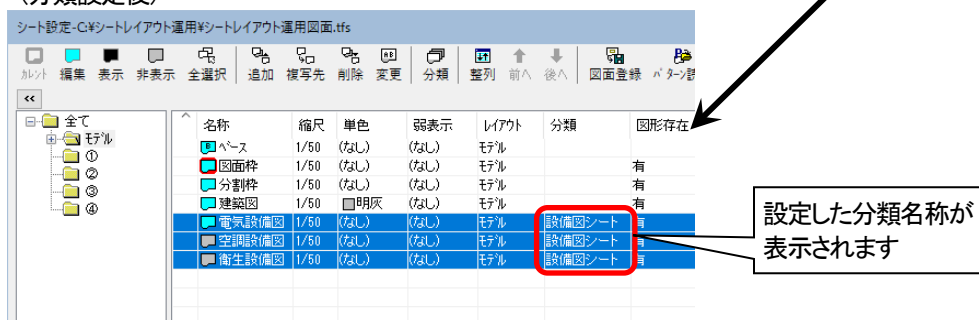 シート設定-C:¥シートレイアウト運用¥シートレイアウト運用図面.tfs
カレント 編集 表示 非表示 全選択 追加 複写先 削除 変更 分類 整列 前へ 後へ 図面登録
<<
全て
モデル
①
②
③
④
名称 縮尺 単色 弱表示 レイアウト 分類 図形存在
ベース 1/50 (なし) (なし) モデル
図面枠 1/50 (なし) (なし) モデル 有
分割枠 1/50 (なし) (なし) モデル 有
建築図 1/50 明灰 (なし) モデル 有
電気設備図 1/50 (なし) (なし) モデル 設備図シート 有
空調設備図 1/50 (なし) (なし) モデル 設備図シート 有
衛生設備図 1/50 (なし) (なし) モデル 設備図シート 有
設定した分類名称が
表示されます